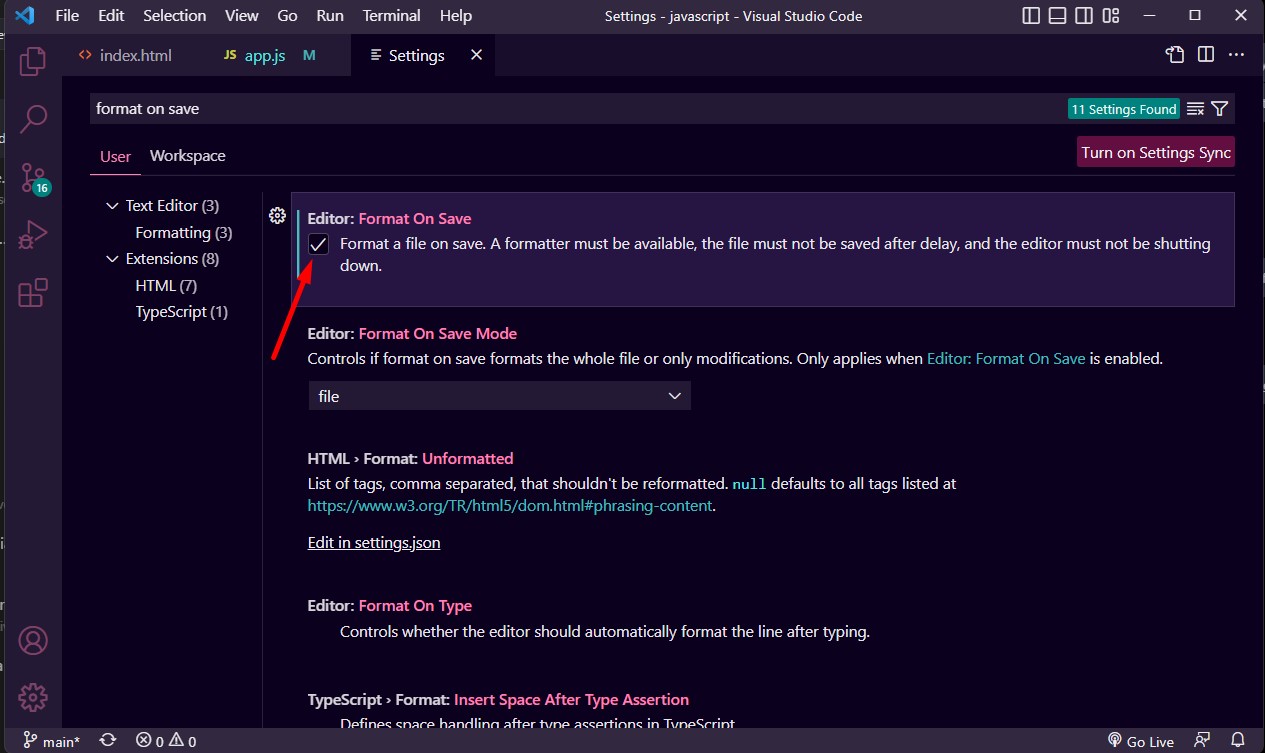 File Edit Selection View Go Run Terminal Help
Settings - javascript - Visual Studio Code
index.html
JS app.js M
Settings
format on save
11 Settings Found
User Workspace
Turn on Settings Sync
Text Editor (3)
Formatting (3)
Extensions (8)
HTML (7)
TypeScript (1)
16
Editor: Format On Save
Format a file on save. A formatter must be available, the file must not be saved after delay, and the editor must not be shutting
down.
Editor: Format On Save Mode
Controls if format on save formats the whole file or only modifications. Only applies when Editor: Format On Save is enabled.
file
HTML › Format: Unformatted
List of tags, comma separated, that shouldn't be reformatted. null defaults to all tags listed at
https://www.w3.org/TR/html5/dom.html#phrasing-content.
Edit in settings.json
Editor: Format On Type
Controls whether the editor should automatically format the line after typing.
TypeScript › Format: Insert Space After Type Assertion
Defines space handling after type assertions in TypeScript
main* 0 0
Go Live